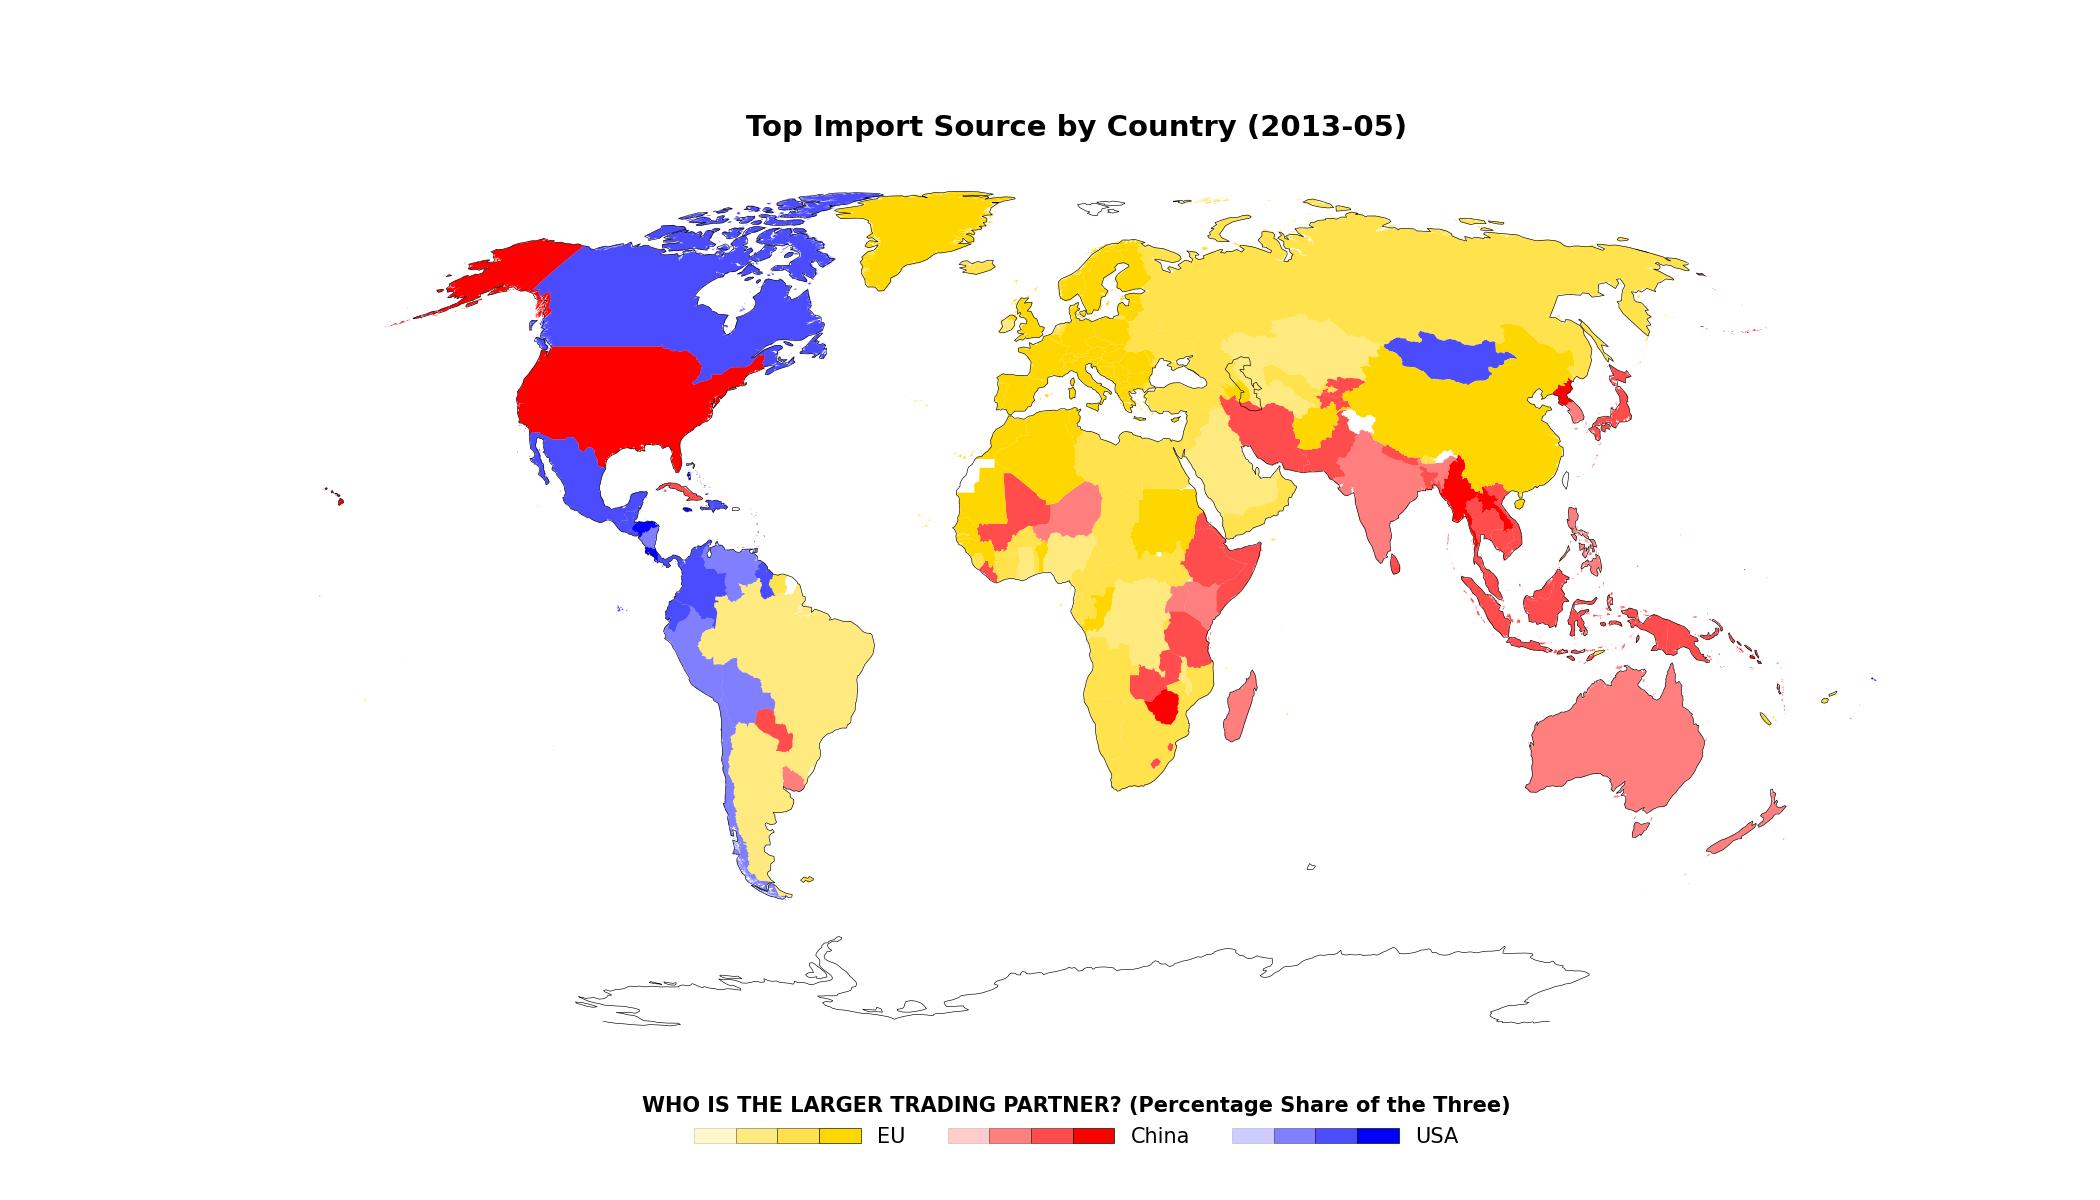 Top Import Source by Country (2013-05)
WHO IS THE LARGER TRADING PARTNER? (Percentage Share of the Three)
EU China USA